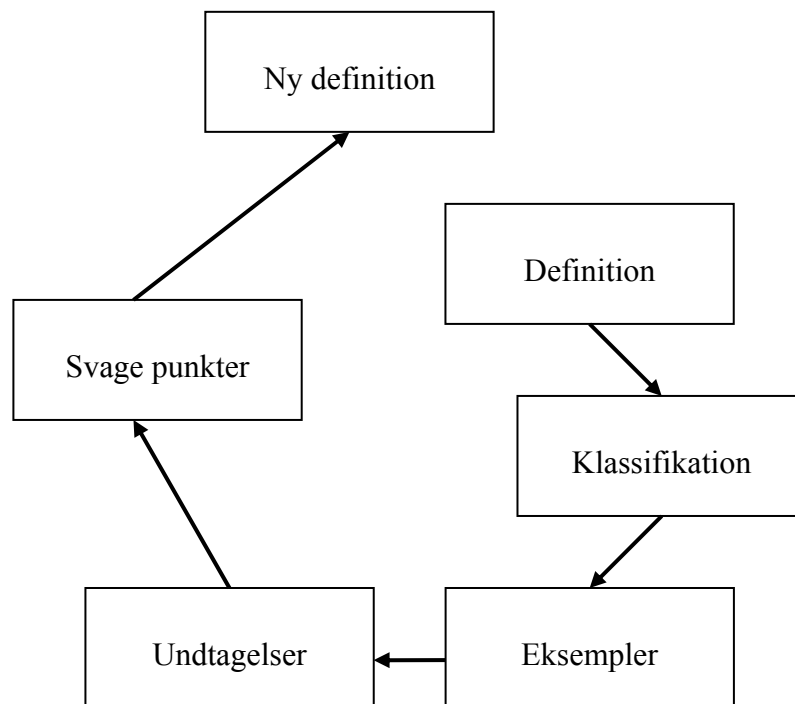 Ny definition
Definition
Svage punkter
Klassifikation
Undtagelser
Eksempler